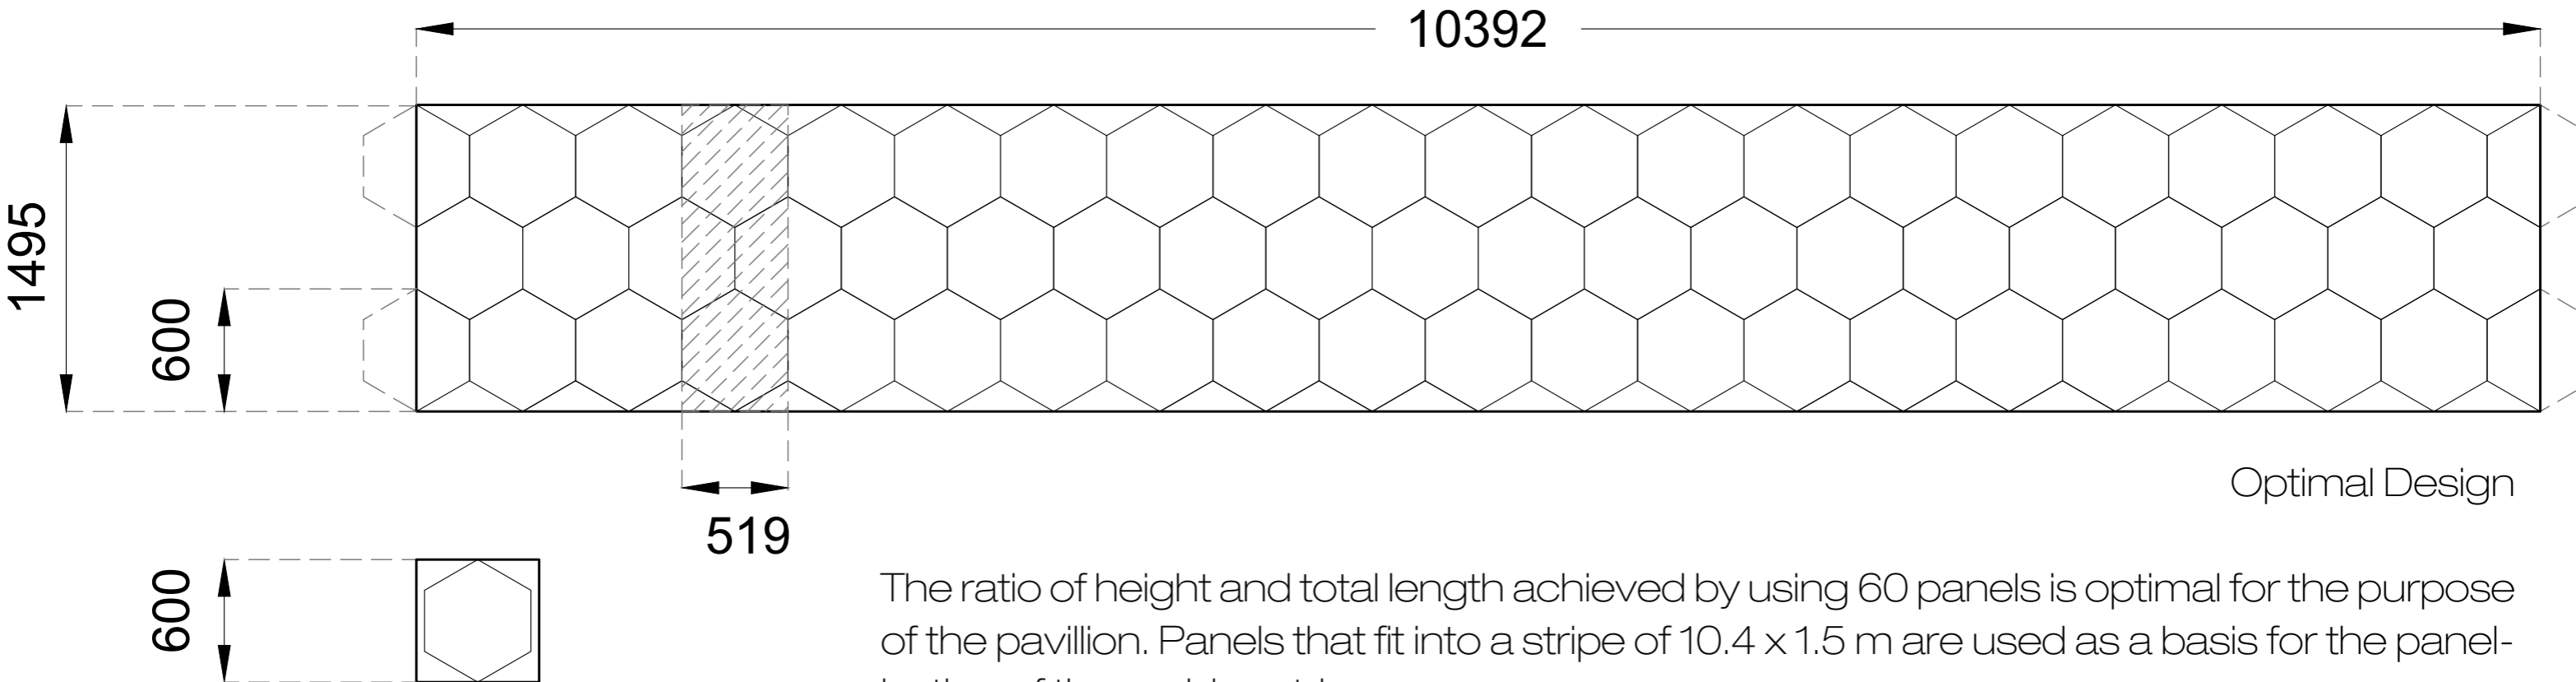 10392
1495
600
519
Optimal Design
600
The ratio of height and total length achieved by using 60 panels is optimal for the purpose
of the pavillion. Panels that fit into a stripe of 10.4 x 1.5 m are used as a basis for the panel-